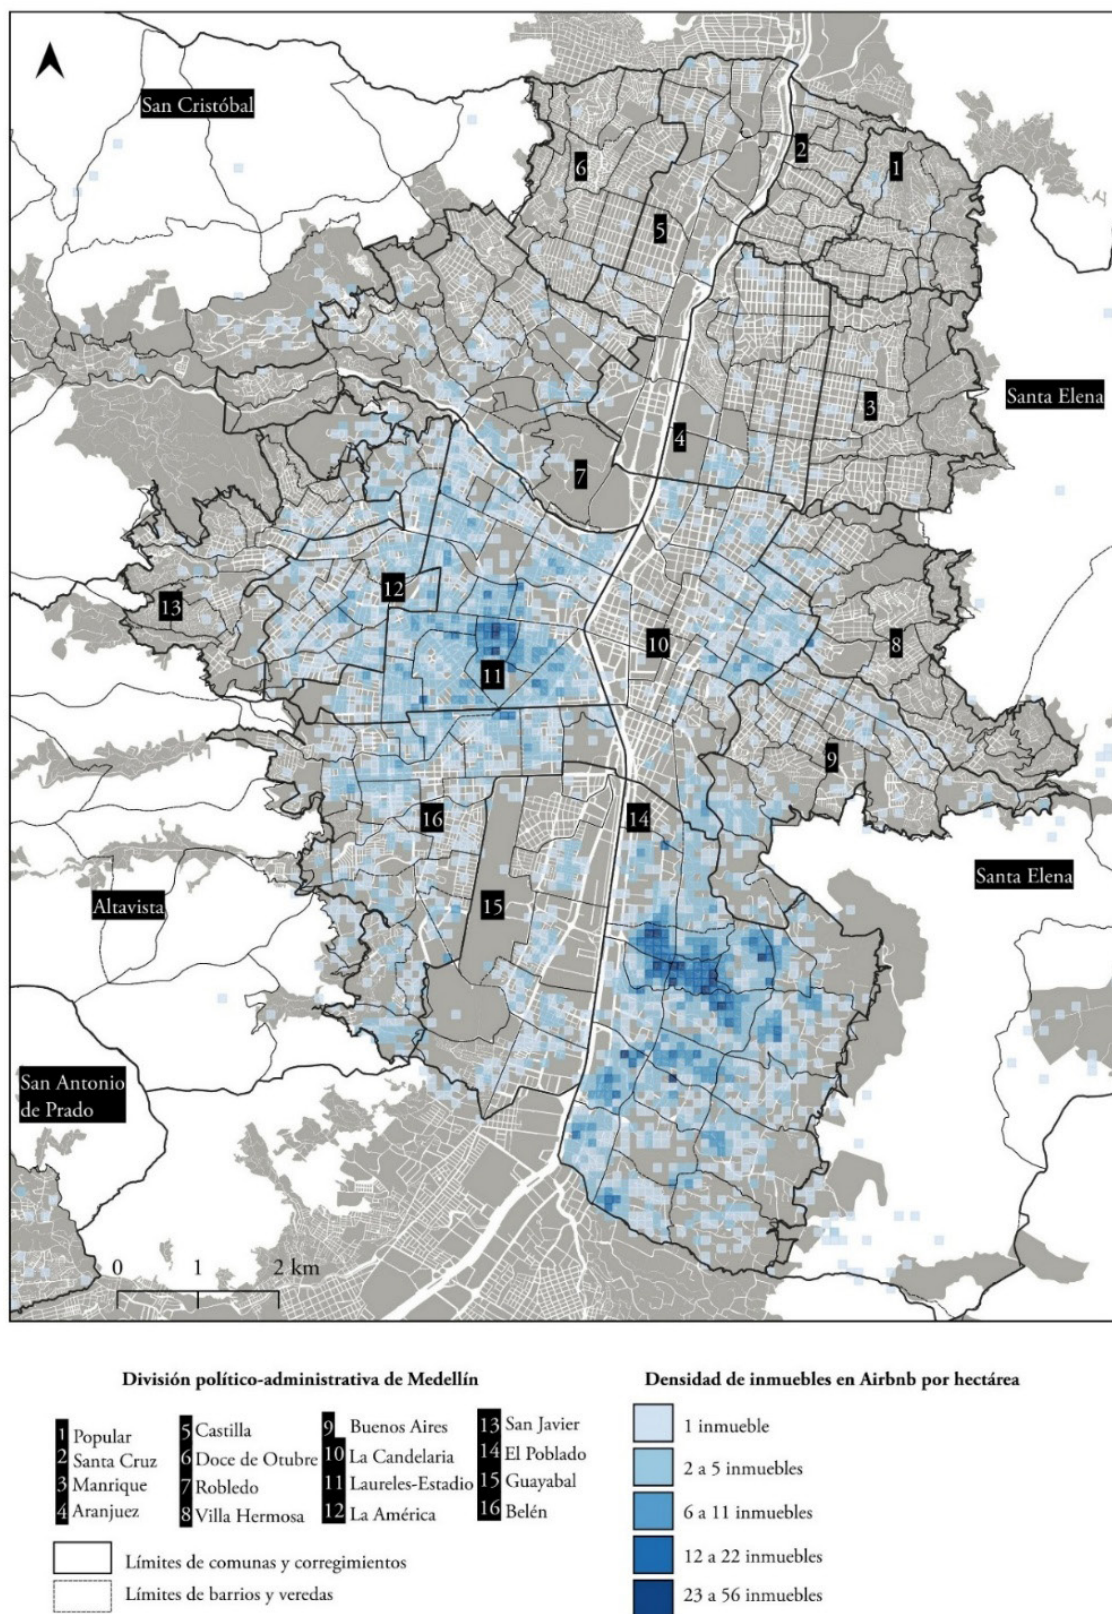 San Cristóbal
6
2
1
5
Santa Elena
3
4
7
12
13
11
10
8
9
16
14
Santa Elena
15
Altavista
San Antonio
de Prado
0 1 2 km
División político-administrativa de Medellín
1 Popular
2 Santa Cruz
3 Manrique
4 Aranjuez
5 Castilla
6 Doce de Otubre
7 Robledo
8 Villa Hermosa
9 Buenos Aires
10 La Candelaria
11 Laureles-Estadio
12 La América
13 San Javier
14 El Poblado
15 Guayabal
16 Belén
Límites de comunas y corregimientos
Límites de barrios y veredas
Densidad de inmuebles en Airbnb por hectárea
1 inmueble
2 a 5 inmuebles
6 a 11 inmuebles
12 a 22 inmuebles
23 a 56 inmuebles